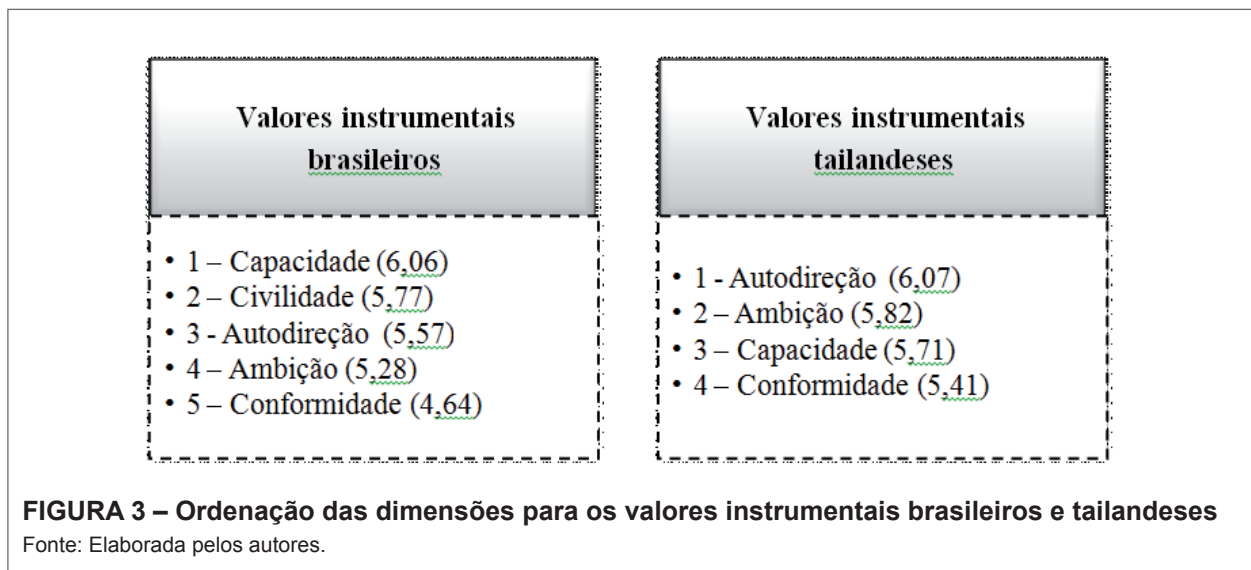 Valores instrumentais
brasileiros
• 1 – Capacidade (6,06)
• 2 – Civilidade (5,77)
• 3 - Autodireção (5,57)
• 4 – Ambição (5,28)
• 5 – Conformidade (4,64)
Valores instrumentais
tailandeses
• 1 - Autodireção (6,07)
• 2 – Ambição (5,82)
• 3 – Capacidade (5,71)
• 4 – Conformidade (5,41)
FIGURA 3 – Ordenação das dimensões para os valores instrumentais brasileiros e tailandeses
Fonte: Elaborada pelos autores.